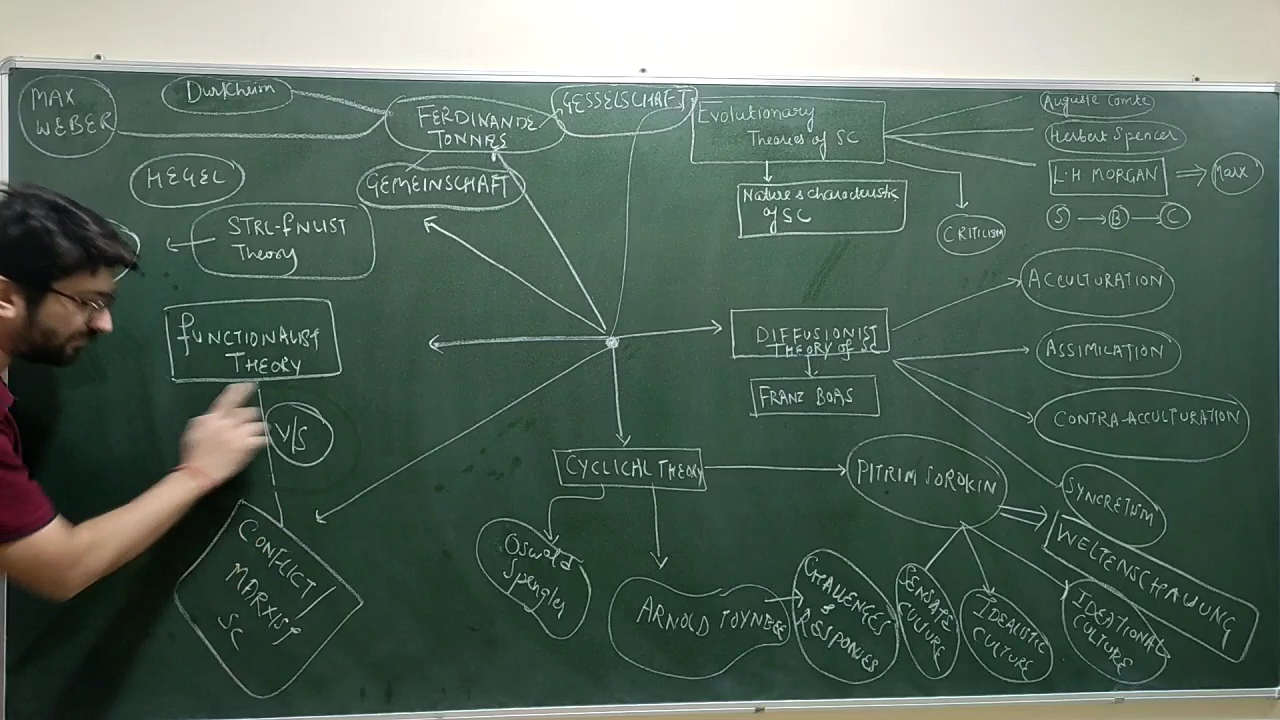 MAX
WEBER
Durkheim
FERDINANDE
TONNES
GESSELSCHAFT
GEMEINSCHAFT
HEGEL
STRL-fNLIST
Theory
fUNCTIONALIST
THEORY
V/S
CONFLICT/
MARXIST
SC
Evolutionary
Theories of SC
Nature & characteristic
of SC
CRITICISM
Auguste Comte
Herbert Spencer
L.H MORGAN
Marx
S
B
C
DIFFUSIONIST
THEORY of SC
FRANZ BOAS
ACCULTURATION
ASSIMILATION
CONTRA-ACCULTURATION
SYNCRETISM
CYCLICAL THEORY
PITRIM SOROKIN
WELTENSCHAUUNG
Oswald
Spengler
ARNOLD TOYNBEE
CHALLENGES
&
RESPONSES
SENSATE
CULTURE
IDEALISTIC
CULTURE
IDEATIONAL
CULTURE